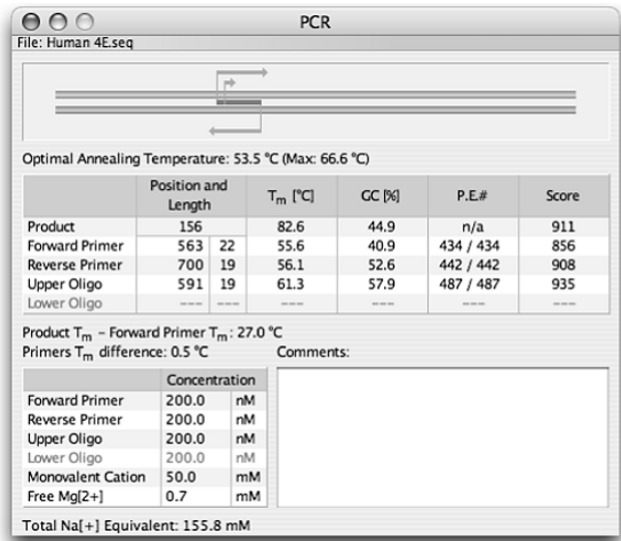 PCR
File: Human 4E.seq
Optimal Annealing Temperature: 53.5 °C (Max: 66.6 °C)
Position and Length Tm [°C] GC [%] P.E.# Score
Product 156 82.6 44.9 n/a 911
Forward Primer 563 22 55.6 40.9 434 / 434 856
Reverse Primer 700 19 56.1 52.6 442 / 442 908
Upper Oligo 591 19 61.3 57.9 487 / 487 935
Lower Oligo --- --- --- --- --- ---
Product Tm - Forward Primer Tm: 27.0 °C
Primers Tm difference: 0.5 °C Comments:
Concentration
Forward Primer 200.0 nM
Reverse Primer 200.0 nM
Upper Oligo 200.0 nM
Lower Oligo 200.0 nM
Monovalent Cation 50.0 mM
Free Mg[2+] 0.7 mM
Total Na[+] Equivalent: 155.8 mM